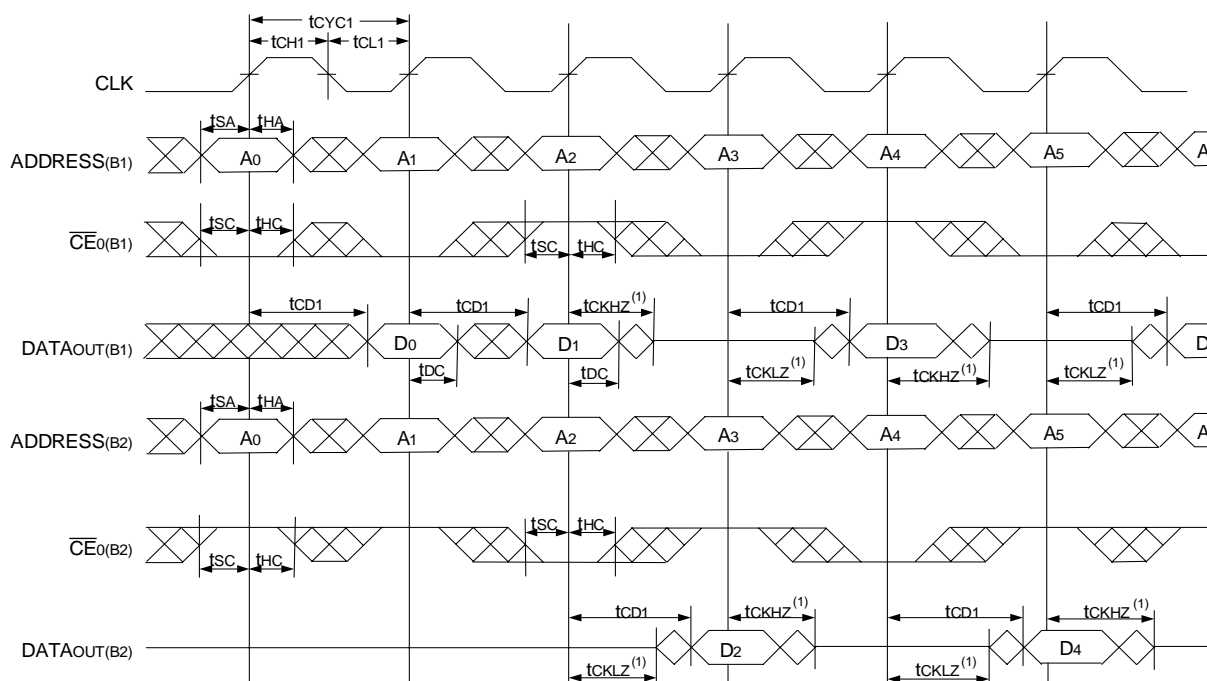 tCYC1
tCH1 tCL1
CLK
tSA tHA
ADDRESS(B1) A0 A1 A2 A3 A4 A5 A
tSC tHC
CE0(B1)
tSC tHC
tCD1 tCD1 tCKHZ(1) tCD1 tCD1
DATAOUT(B1) D0 D1 D3 D
tDC tDC tCKLZ(1) tCKHZ(1) tCKLZ(1)
tSA tHA
ADDRESS(B2) A0 A1 A2 A3 A4 A5 A
tSC tHC
CE0(B2)
tSC tHC
tCD1 tCKHZ(1) tCD1 tCKHZ(1)
DATAOUT(B2) D2 D4
tCKLZ(1) tCKLZ(1)